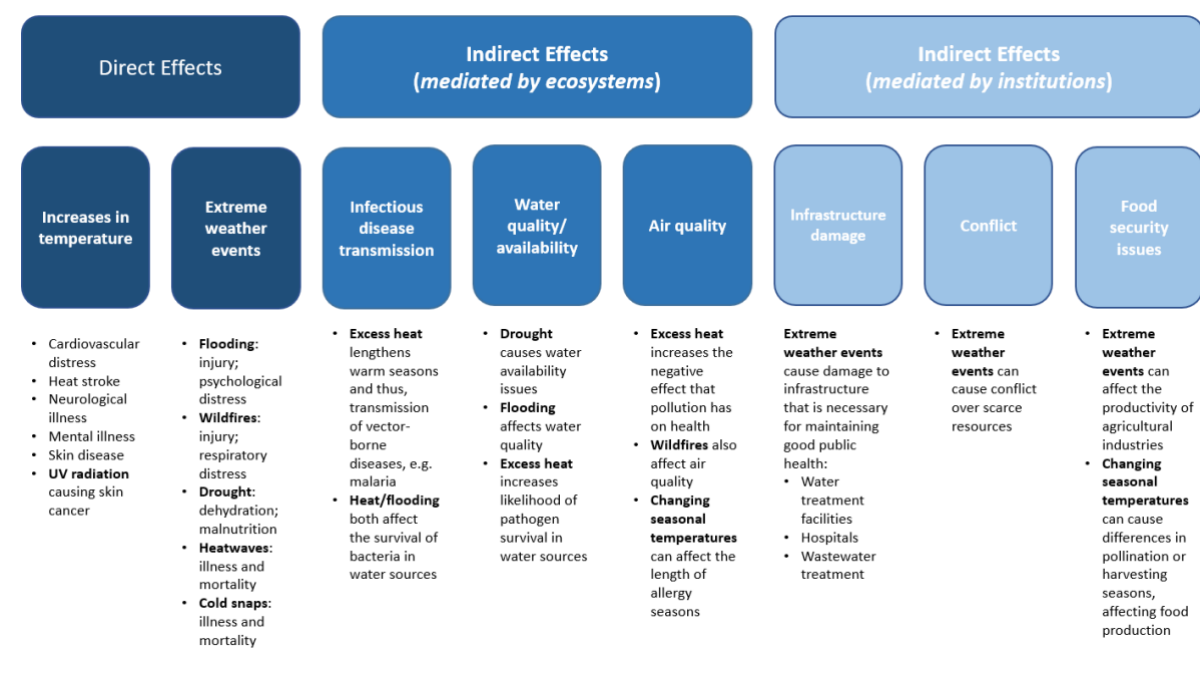 Direct Effects
Indirect Effects
(mediated by ecosystems)
Indirect Effects
(mediated by institutions)
Increases in
temperature
Extreme
weather
events
Infectious
disease
transmission
Water
quality/
availability
Air quality
Infrastructure
damage
Conflict
Food
security
issues
• Cardiovascular
distress
• Heat stroke
• Neurological
illness
• Mental illness
• Skin disease
• UV radiation
causing skin
cancer
• Flooding:
injury;
psychological
distress
• Wildfires:
injury;
respiratory
distress
• Drought:
dehydration;
malnutrition
• Heatwaves:
illness and
mortality
• Cold snaps:
illness and
mortality
• Excess heat
lengthens
warm seasons
and thus,
transmission
of vector-
borne
diseases, e.g.
malaria
• Heat/flooding
both affect
the survival of
bacteria in
water sources
• Drought
causes water
availability
issues
• Flooding
affects water
quality
• Excess heat
increases
likelihood of
pathogen
survival in
water sources
• Excess heat
increases the
negative
effect that
pollution has
on health
• Wildfires also
affect air
quality
• Changing
seasonal
temperatures
can affect the
length of
allergy
seasons
Extreme
weather events
cause damage to
infrastructure
that is necessary
for maintaining
good public
health:
• Water
treatment
facilities
• Hospitals
• Wastewater
treatment
• Extreme
weather
events can
cause conflict
over scarce
resources
• Extreme
weather
events can
affect the
productivity of
agricultural
industries
• Changing
seasonal
temperatures
can cause
differences in
pollination or
harvesting
seasons,
affecting food
production